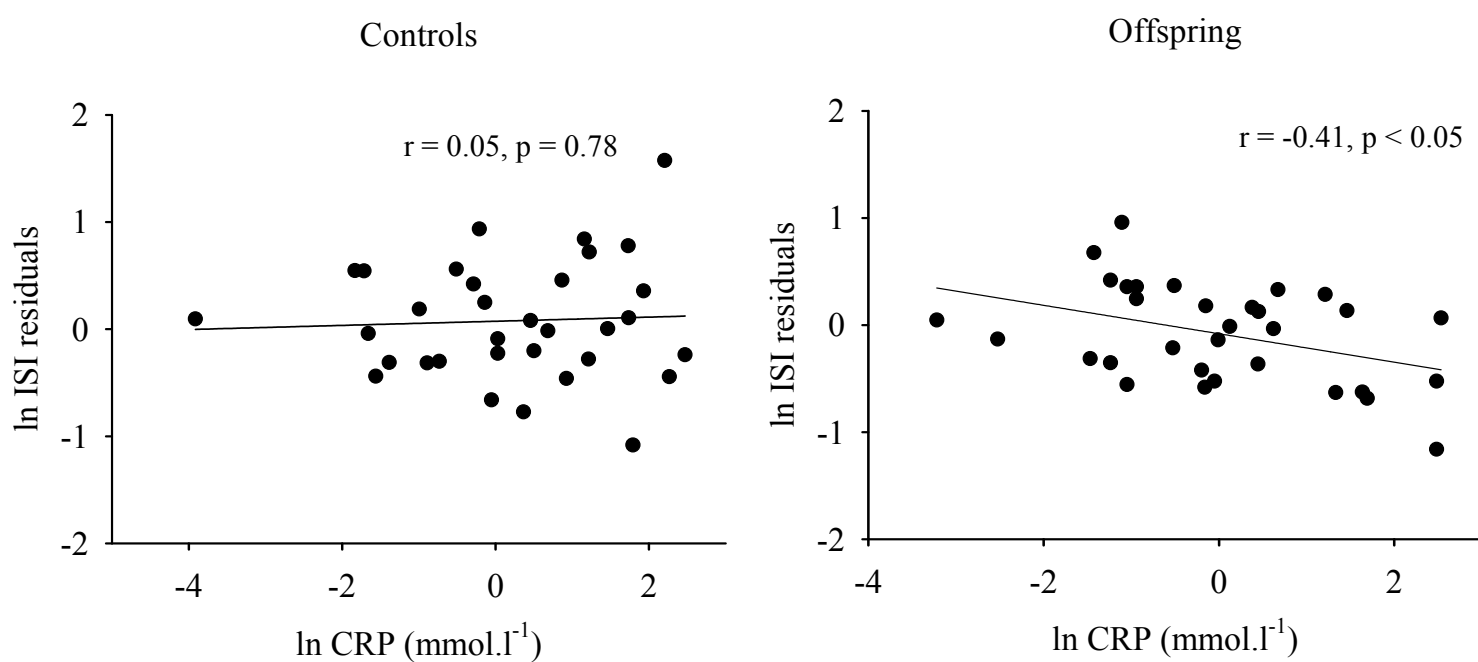 Controls
r = 0.05, p = 0.78
2
1
0
-1
-2
ln ISI residuals
-4
-2
0
2
ln CRP (mmol.l⁻¹)
Offspring
r = -0.41, p < 0.05
2
1
0
-1
-2
ln ISI residuals
-4
-2
0
2
ln CRP (mmol.l⁻¹)